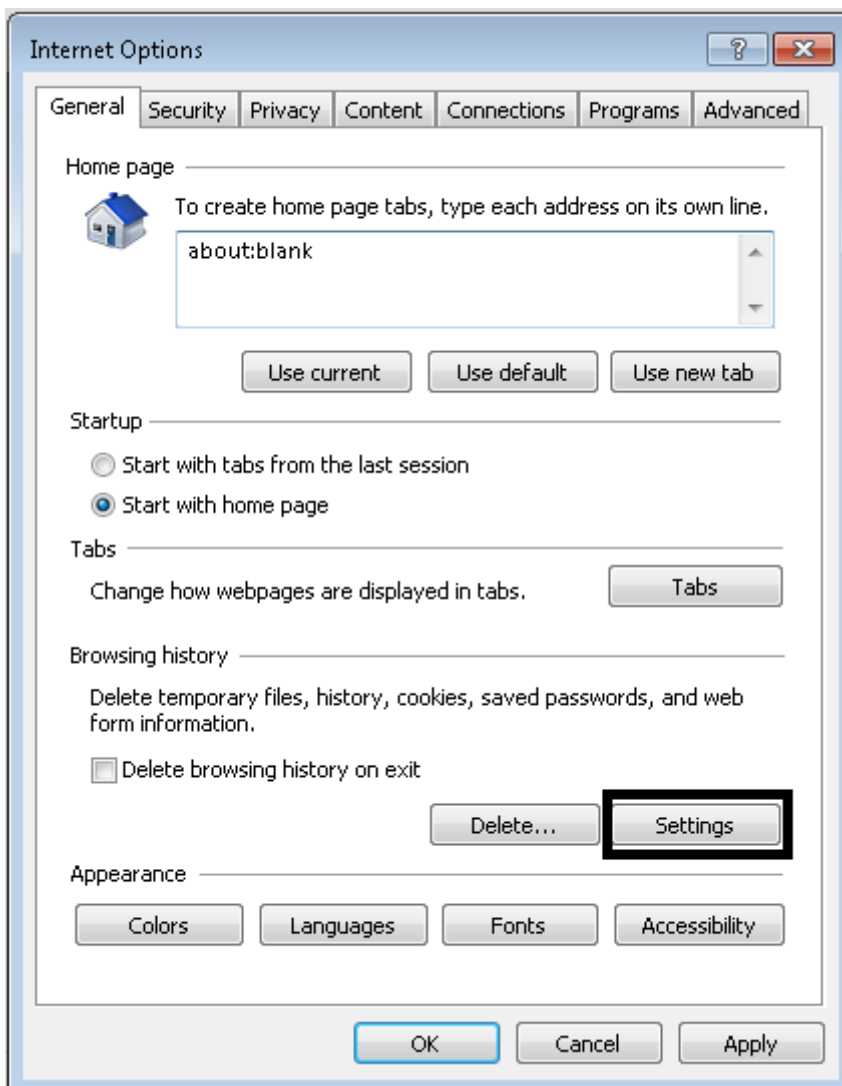 Internet Options
General Security Privacy Content Connections Programs Advanced
Home page
To create home page tabs, type each address on its own line.
about:blank
Use current Use default Use new tab
Startup
Start with tabs from the last session
Start with home page
Tabs
Change how webpages are displayed in tabs. Tabs
Browsing history
Delete temporary files, history, cookies, saved passwords, and web
form information.
Delete browsing history on exit
Delete... Settings
Appearance
Colors Languages Fonts Accessibility
OK Cancel Apply